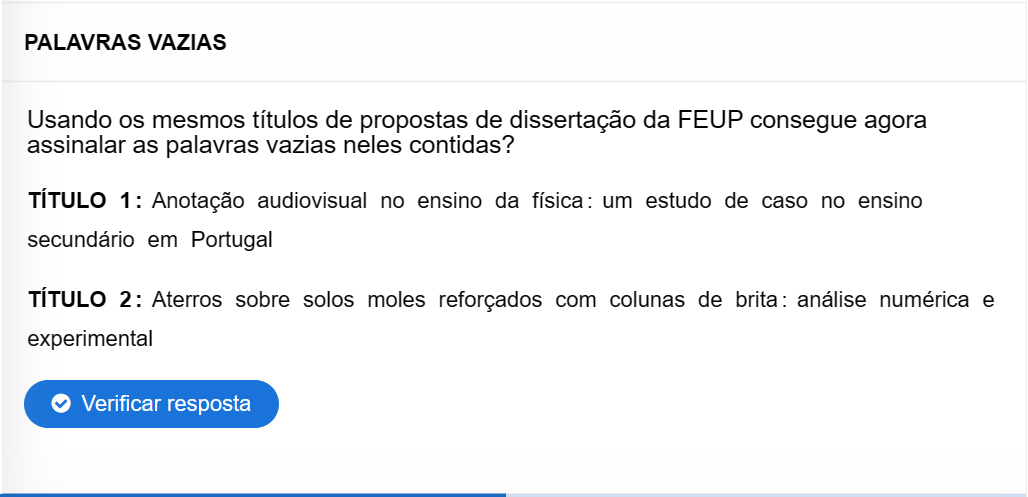 PALAVRAS VAZIAS
Usando os mesmos títulos de propostas de dissertação da FEUP consegue agora
assinalar as palavras vazias neles contidas?
TÍTULO 1: Anotação audiovisual no ensino da física: um estudo de caso no ensino
secundário em Portugal
TÍTULO 2: Aterros sobre solos moles reforçados com colunas de brita: análise numérica e
experimental
Verificar resposta